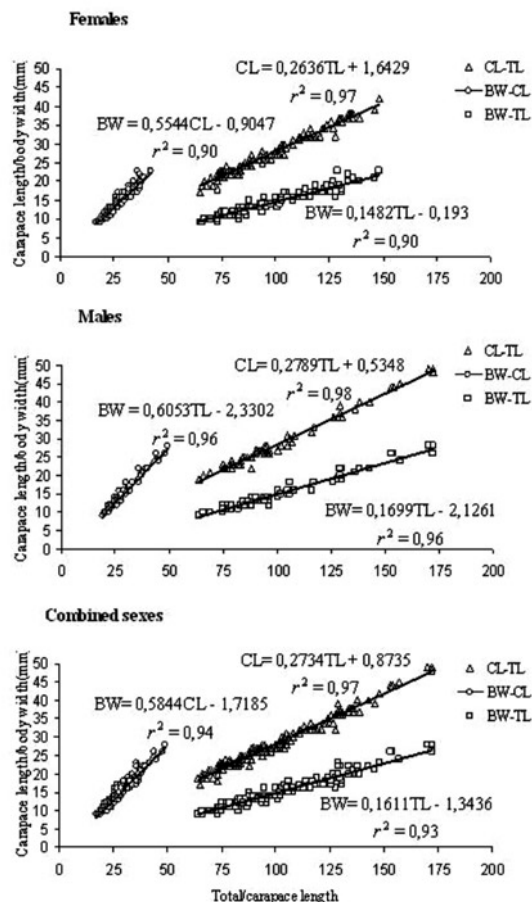 Females
Carapace length/body width(mm)
50
45
40
35
30
25
20
15
10
5
0
CL= 0,2636TL + 1,6429
r² = 0,97
BW = 0,5544CL - 0,9047
r² = 0,90
BW= 0,1482TL - 0,193
r² = 0,90
△ CL-TL
◇ BW-CL
□ BW-TL
0 25 50 75 100 125 150 175 200
Males
Carapace length/body width(mm)
50
45
40
35
30
25
20
15
10
5
0
CL= 0,2789TL + 0,5348
r² = 0,98
BW = 0,6053TL - 2,3302
r² = 0,96
BW= 0,1699TL - 2,1261
r² = 0,96
△ CL-TL
○ BW-CL
□ BW-TL
0 25 50 75 100 125 150 175 200
Combined sexes
Carapace length/body width(mm)
50
45
40
35
30
25
20
15
10
5
0
CL= 0,2734TL + 0,8735
r² = 0,97
BW= 0,5844CL - 1,7185
r² = 0,94
BW= 0,1611TL - 1,3436
r² = 0,93
△ CL-TL
○ BW-CL
□ BW-TL
0 25 50 75 100 125 150 175 200
Total/carapace length